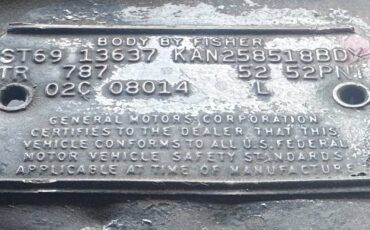 BODY BY FISHER
ST69 13637 KAN258518BDY
TR 787 52 52PNT
02C 08014 L
GENERAL MOTORS CORPORATION
CERTIFIES TO THE DEALER THAT THIS
VEHICLE CONFORMS TO ALL U.S. FEDERAL
MOTOR VEHICLE SAFETY STANDARDS
APPLICABLE AT TIME OF MANUFACTURE